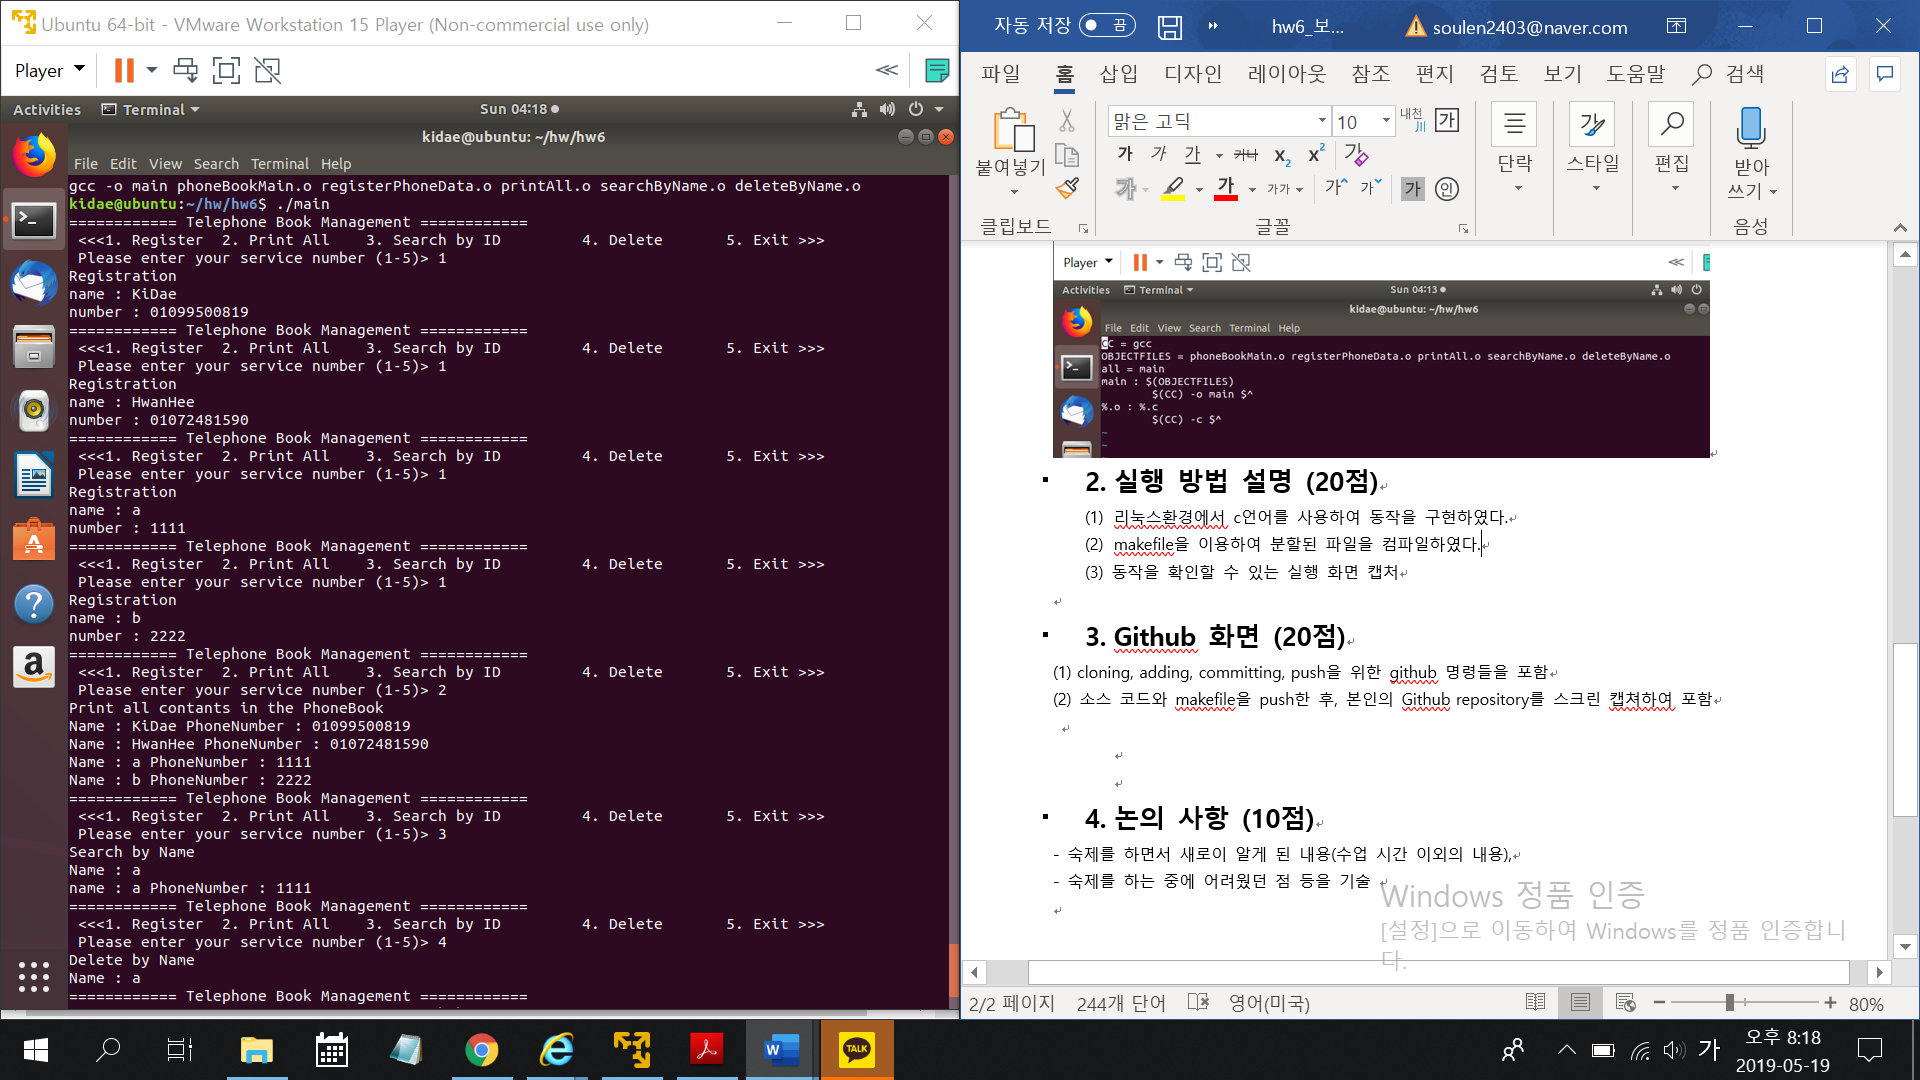 Ubuntu 64-bit - VMware Workstation 15 Player (Non-commercial use only)
Player
Activities
Terminal
Sun 04:18
kidae@ubuntu: ~/hw/hw6
File Edit View Search Terminal Help
gcc -o main phoneBookMain.o registerPhoneData.o printAll.o searchByName.o deleteByName.o
kidae@ubuntu:~/hw/hw6$ ./main
============ Telephone Book Management ============
<<<1. Register 2. Print All 3. Search by ID 4. Delete 5. Exit >>>
Please enter your service number (1-5)> 1
Registration
name : KiDae
number : 01099500819
============ Telephone Book Management ============
<<<1. Register 2. Print All 3. Search by ID 4. Delete 5. Exit >>>
Please enter your service number (1-5)> 1
Registration
name : HwanHee
number : 01072481590
============ Telephone Book Management ============
<<<1. Register 2. Print All 3. Search by ID 4. Delete 5. Exit >>>
Please enter your service number (1-5)> 1
Registration
name : a
number : 1111
============ Telephone Book Management ============
<<<1. Register 2. Print All 3. Search by ID 4. Delete 5. Exit >>>
Please enter your service number (1-5)> 1
Registration
name : b
number : 2222
============ Telephone Book Management ============
<<<1. Register 2. Print All 3. Search by ID 4. Delete 5. Exit >>>
Please enter your service number (1-5)> 2
Print all contants in the PhoneBook
Name : KiDae PhoneNumber : 01099500819
Name : HwanHee PhoneNumber : 01072481590
Name : a PhoneNumber : 1111
Name : b PhoneNumber : 2222
============ Telephone Book Management ============
<<<1. Register 2. Print All 3. Search by ID 4. Delete 5. Exit >>>
Please enter your service number (1-5)> 3
Search by Name
Name : a
name : a PhoneNumber : 1111
============ Telephone Book Management ============
<<<1. Register 2. Print All 3. Search by ID 4. Delete 5. Exit >>>
Please enter your service number (1-5)> 4
Delete by Name
Name : a
============ Telephone Book Management ============
자동 저장 끔
hw6_보...
soulen2403@naver.com
파일 홈 삽입 디자인 레이아웃 참조 편지 검토 보기 도움말 검색
붙여넣기
클립보드
맑은 고딕 10 내천 川 가
가 가 가 가나 x₂ x² 가
가 가 가 가가 가 가 가 인
글꼴
단락
스타일
편집
받아 쓰기
음성
Player
Activities Terminal Sun 04:13
kidae@ubuntu: ~/hw/hw6
File Edit View Search Terminal Help
CC = gcc
OBJECTFILES = phoneBookMain.o registerPhoneData.o printAll.o searchByName.o deleteByName.o
all = main
main : $(OBJECTFILES)
$(CC) -o main $^
%.o : %.c
$(CC) -c $^
~
~
2. 실행 방법 설명 (20점)
(1) 리눅스환경에서 c언어를 사용하여 동작을 구현하였다.
(2) makefile을 이용하여 분할된 파일을 컴파일하였다.
(3) 동작을 확인할 수 있는 실행 화면 캡처
3. Github 화면 (20점)
(1) cloning, adding, committing, push을 위한 github 명령들을 포함
(2) 소스 코드와 makefile을 push한 후, 본인의 Github repository를 스크린 캡쳐하여 포함
4. 논의 사항 (10점)
- 숙제를 하면서 새로이 알게 된 내용(수업 시간 이외의 내용),
- 숙제를 하는 중에 어려웠던 점 등을 기술
Windows 정품 인증
[설정]으로 이동하여 Windows를 정품 인증합니
다.
2/2 페이지 244개 단어 영어(미국) 80%
a
W
TALK
가
오후 8:18
2019-05-19